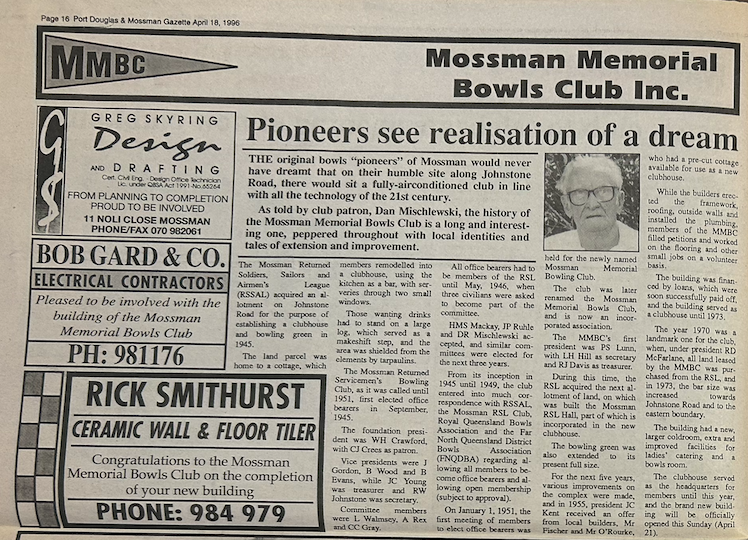 Page 16 Port Douglas & Mossman Gazette April 18, 1996
MMBC
Mossman Memorial
Bowls Club Inc.
GS
GREG SKYRING
Design
AND DRAFTING
Cert. Civil Eng. - Design Office Technician
Lic. under QBSA Act 1991-No.65264
FROM PLANNING TO COMPLETION
PROUD TO BE INVOLVED
11 NOLI CLOSE MOSSMAN
PHONE/FAX 070 982061
BOB GARD & CO.
ELECTRICAL CONTRACTORS
Pleased to be involved with the
building of the Mossman
Memorial Bowls Club
PH: 981176
RICK SMITHURST
CERAMIC WALL & FLOOR TILER
Congratulations to the Mossman
Memorial Bowls Club on the completion
of your new building
PHONE: 984 979
Pioneers see realisation of a dream
THE original bowls "pioneers" of Mossman would never
have dreamt that on their humble site along Johnstone
Road, there would sit a fully-airconditioned club in line
with all the technology of the 21st century.
As told by club patron, Dan Mischlewski, the history of
the Mossman Memorial Bowls Club is a long and interest-
ing one, peppered throughout with local identities and
tales of extension and improvement.
The Mossman Returned
Soldiers, Sailors and
Airmen's League
(RSSAL) acquired an al-
lotment on Johnstone
Road for the purpose of
establishing a clubhouse
and bowling green in
1945.
The land parcel was
home to a cottage, which
members remodelled into
a clubhouse, using the
kitchen as a bar, with ser-
veries through two small
windows.
Those wanting drinks
had to stand on a large
log, which served as a
makeshift step, and the
area was shielded from the
elements by tarpaulins.
The Mossman Returned
Servicemen's Bowling
Club, as it was called until
1951, first elected office
bearers in September,
1945.
The foundation presi-
dent was WH Crawford,
with CJ Crees as patron.
Vice presidents were J
Gordon, B Wood and B
Evans, while JC Young
was treasurer and RW
Johnstone was secretary.
Committee members
were L Walmsey, A Rex
and CC Gray.
All office bearers had to
be members of the RSL
until May, 1946, when
three civilians were asked
to become part of the
committee.
HMS Mackay, JP Ruhle
and DR Mischlewski ac-
cepted, and similar com-
mittees were elected for
the next three years.
From its inception in
1945 until 1949, the club
entered into much cor-
respondence with RSSAL,
the Mossman RSL Club,
Royal Queensland Bowls
Association and the Far
North Queensland District
Bowls Association
(FNQDBA) regarding al-
lowing all members to be-
come office bearers and al-
lowing open membership
(subject to approval).
On January 1, 1951, the
first meeting of members
to elect office bearers was
held for the newly named
Mossman Memorial
Bowling Club.
The club was later
renamed the Mossman
Memorial Bowls Club,
and is now an incor-
porated association.
The MMBC's first
president was PS Lunn,
with LH Hill as secretary
and RJ Davis as treasurer.
During this time, the
RSL acquired the next al-
lotment of land, on which
was built the Mossman
RSL Hall, part of which is
incorporated in the new
clubhouse.
The bowling green was
also extended to its
present full size.
For the next five years,
various improvements on
the complex were made,
and in 1955, president JC
Kent received an offer
from local builders, Mr
Fischer and Mr O'Rourke,
who had a pre-cut cottage
available for use as a new
clubhouse.
While the builders erec-
ted the framework,
roofing, outside walls and
installed the plumbing,
members of the MMBC
filled petitions and worked
on the flooring and other
small jobs on a volunteer
basis.
The building was finan-
ced by loans, which were
soon successfully paid off,
and the building served as
a clubhouse until 1973.
The year 1970 was a
landmark one for the club,
when, under president RD
McFarlane, all land leased
by the MMBC was pur-
chased from the RSL, and
in 1973, the bar size was
increased towards
Johnstone Road and to the
eastern boundary.
The building had a new,
larger coldroom, extra and
improved facilities for
ladies' catering and a
bowls room.
The clubhouse served
as the headquarters for
members until this year,
and the brand new build-
ing will be officially
opened this Sunday (April
21).